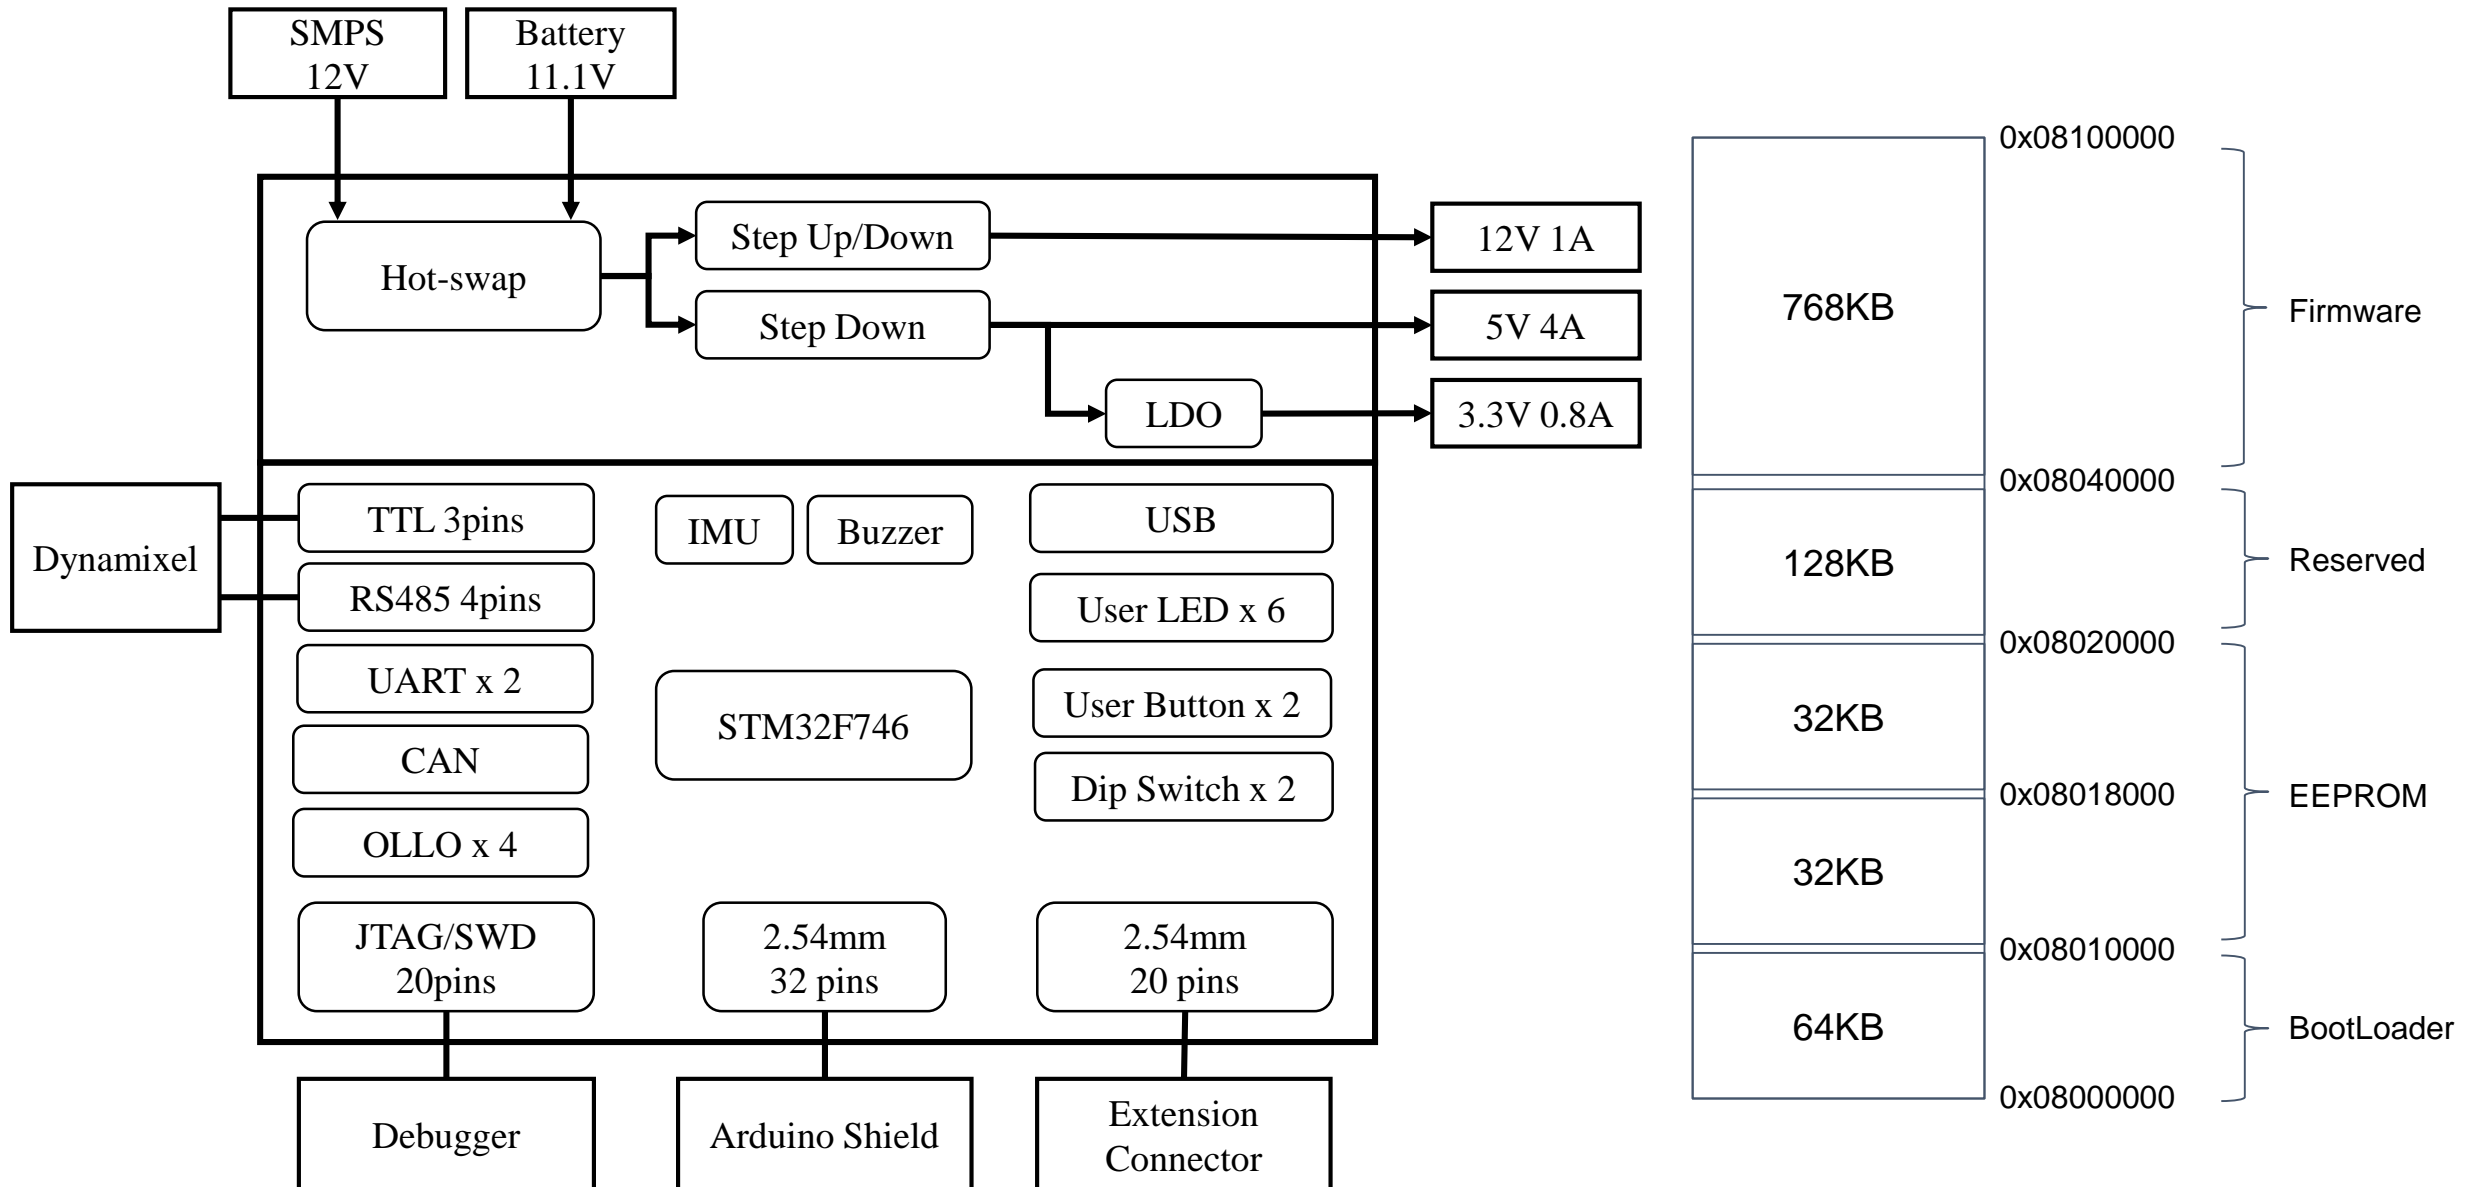 SMPS
12V
Battery
11.1V
Hot-swap
Step Up/Down
Step Down
LDO
12V 1A
5V 4A
3.3V 0.8A
Dynamixel
TTL 3pins
RS485 4pins
UART x 2
CAN
OLLO x 4
IMU
Buzzer
STM32F746
USB
User LED x 6
User Button x 2
Dip Switch x 2
JTAG/SWD
20pins
2.54mm
32 pins
2.54mm
20 pins
Debugger
Arduino Shield
Extension
Connector
0x08100000
768KB
Firmware
0x08040000
128KB
Reserved
0x08020000
32KB
0x08018000
EEPROM
32KB
0x08010000
64KB
BootLoader
0x08000000